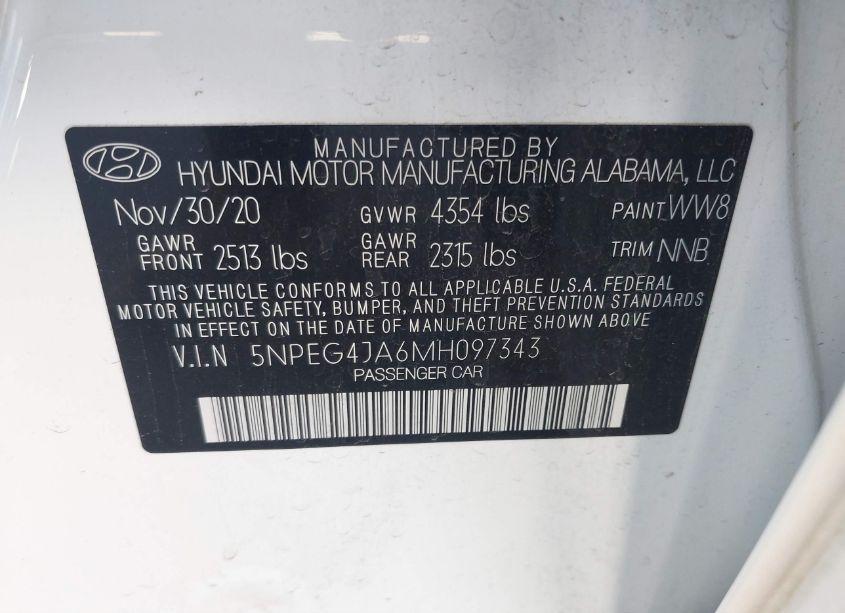 MANUFACTURED BY
HYUNDAI MOTOR MANUFACTURING ALABAMA, LLC
Nov/30/20 GVWR 4354 lbs PAINT WW8
GAWR FRONT 2513 lbs GAWR REAR 2315 lbs TRIM NNB
THIS VEHICLE CONFORMS TO ALL APPLICABLE U.S.A. FEDERAL
MOTOR VEHICLE SAFETY, BUMPER, AND THEFT PREVENTION STANDARDS
IN EFFECT ON THE DATE OF MANUFACTURE SHOWN ABOVE
V.I.N 5NPEG4JA6MH097343
PASSENGER CAR